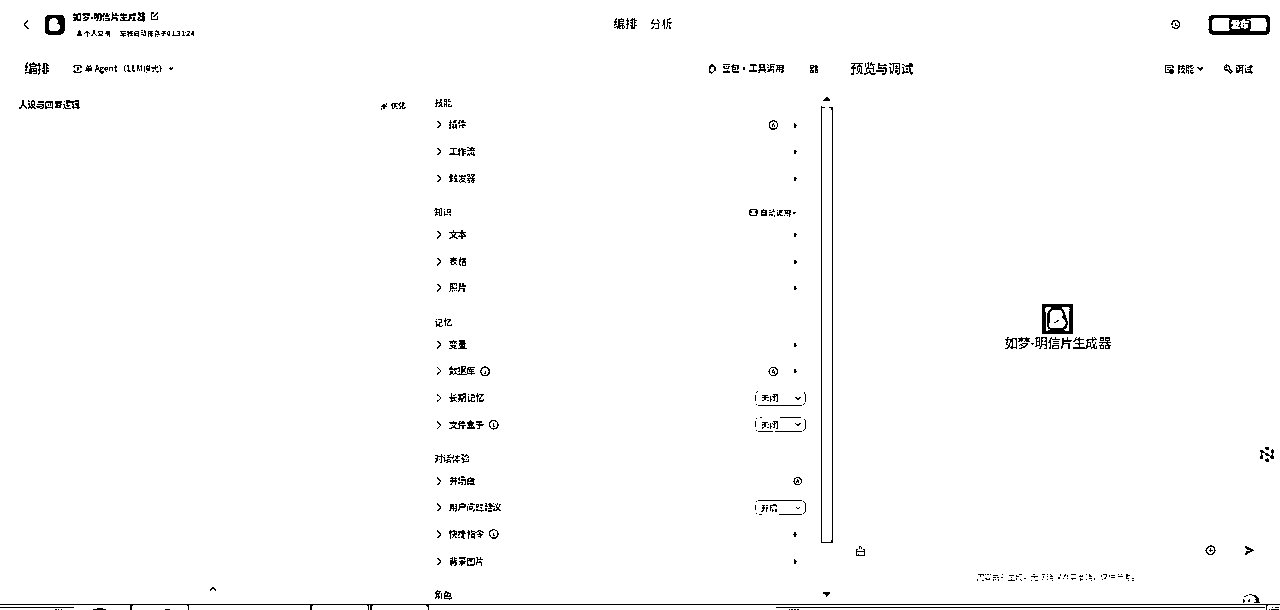 如梦·明信片生成器
个人空间 草稿自动保存于01:31:24
编排 分析
发布
编排
单 Agent（LLM模式）
豆包·工具调用
预览与调试
技能
调试
人设与回复逻辑
优化
技能
插件
工作流
触发器
知识
自动调用
文本
表格
照片
记忆
变量
数据库
长期记忆
关闭
文件盒子
关闭
对话体验
开场白
用户问题建议
开启
快捷指令
背景图片
角色
如梦·明信片生成器